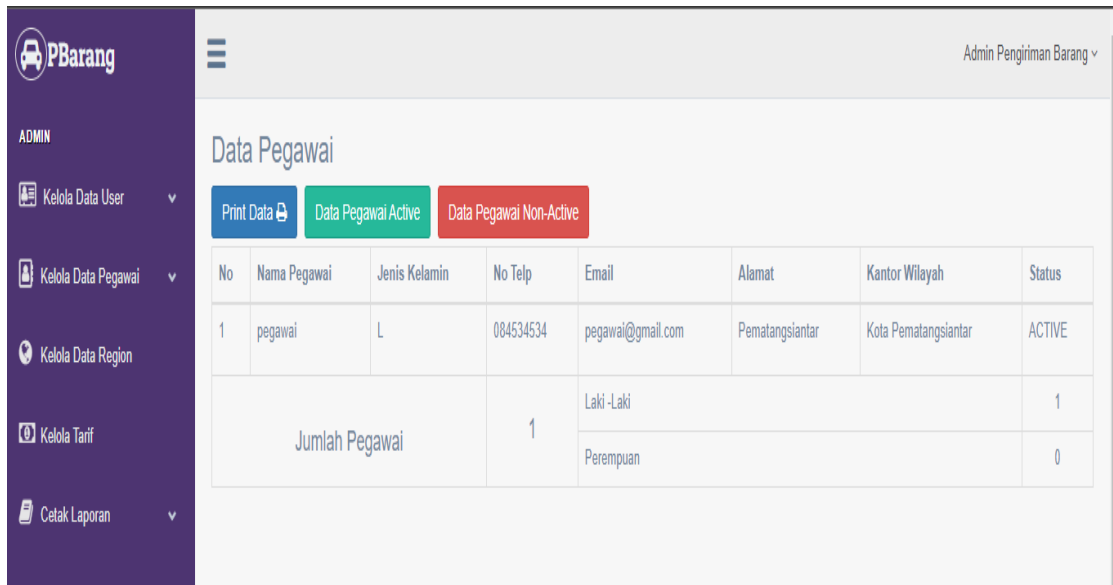 PBarang
Admin Pengiriman Barang
ADMIN
Kelola Data User
Kelola Data Pegawai
Kelola Data Region
Kelola Tarif
Cetak Laporan
Data Pegawai
Print Data Data Pegawai Active Data Pegawai Non-Active
No Nama Pegawai Jenis Kelamin No Telp Email Alamat Kantor Wilayah Status
1 pegawai L 084534534 pegawai@gmail.com Pematangsiantar Kota Pematangsiantar ACTIVE
Jumlah Pegawai 1
Laki -Laki 1
Perempuan 0